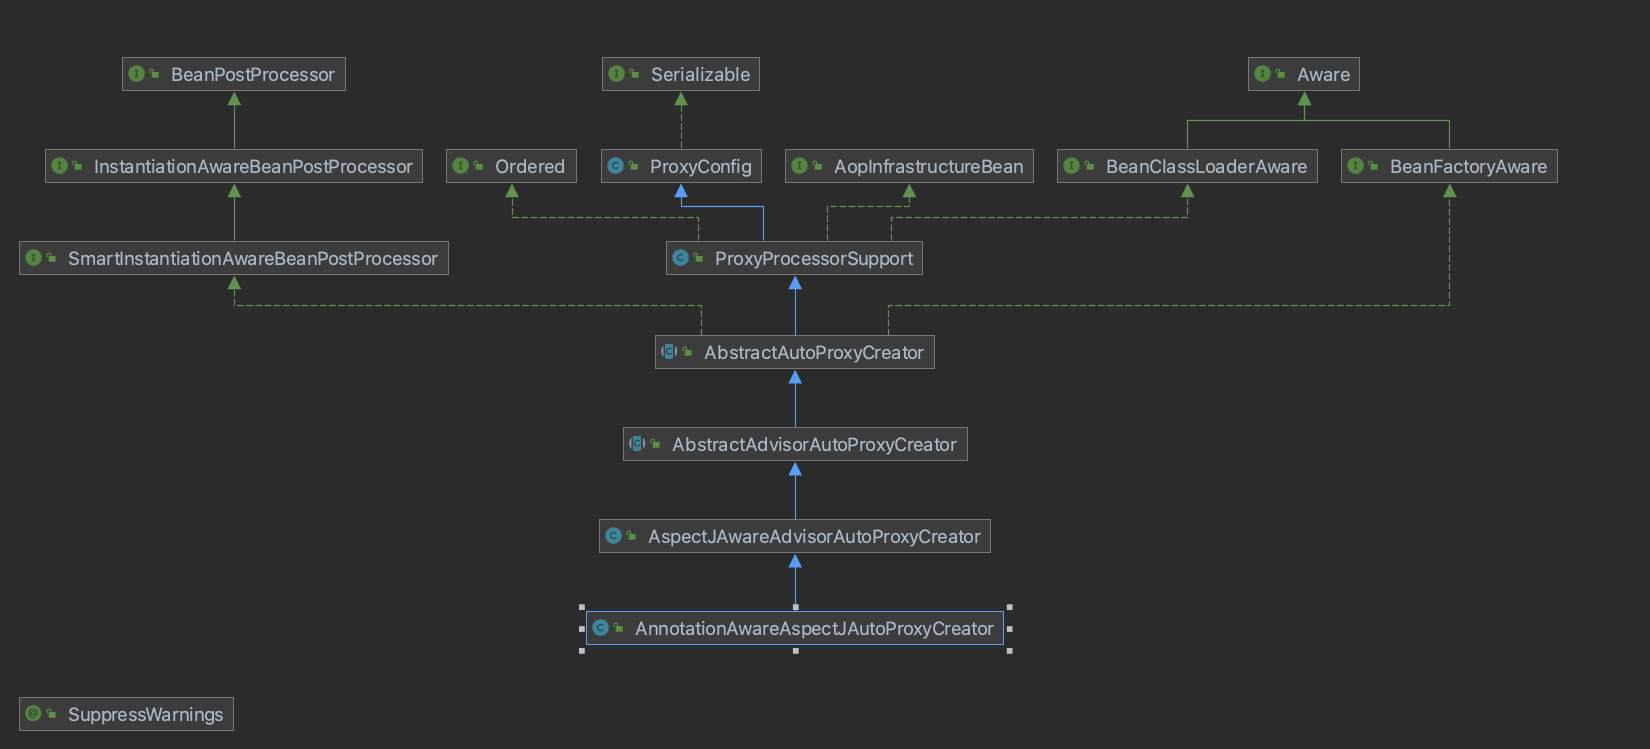 BeanPostProcessor
Serializable
Aware
InstantiationAwareBeanPostProcessor
Ordered
ProxyConfig
AopInfrastructureBean
BeanClassLoaderAware
BeanFactoryAware
SmartInstantiationAwareBeanPostProcessor
ProxyProcessorSupport
AbstractAutoProxyCreator
AbstractAdvisorAutoProxyCreator
AspectJAwareAdvisorAutoProxyCreator
AnnotationAwareAspectJAutoProxyCreator
SuppressWarnings